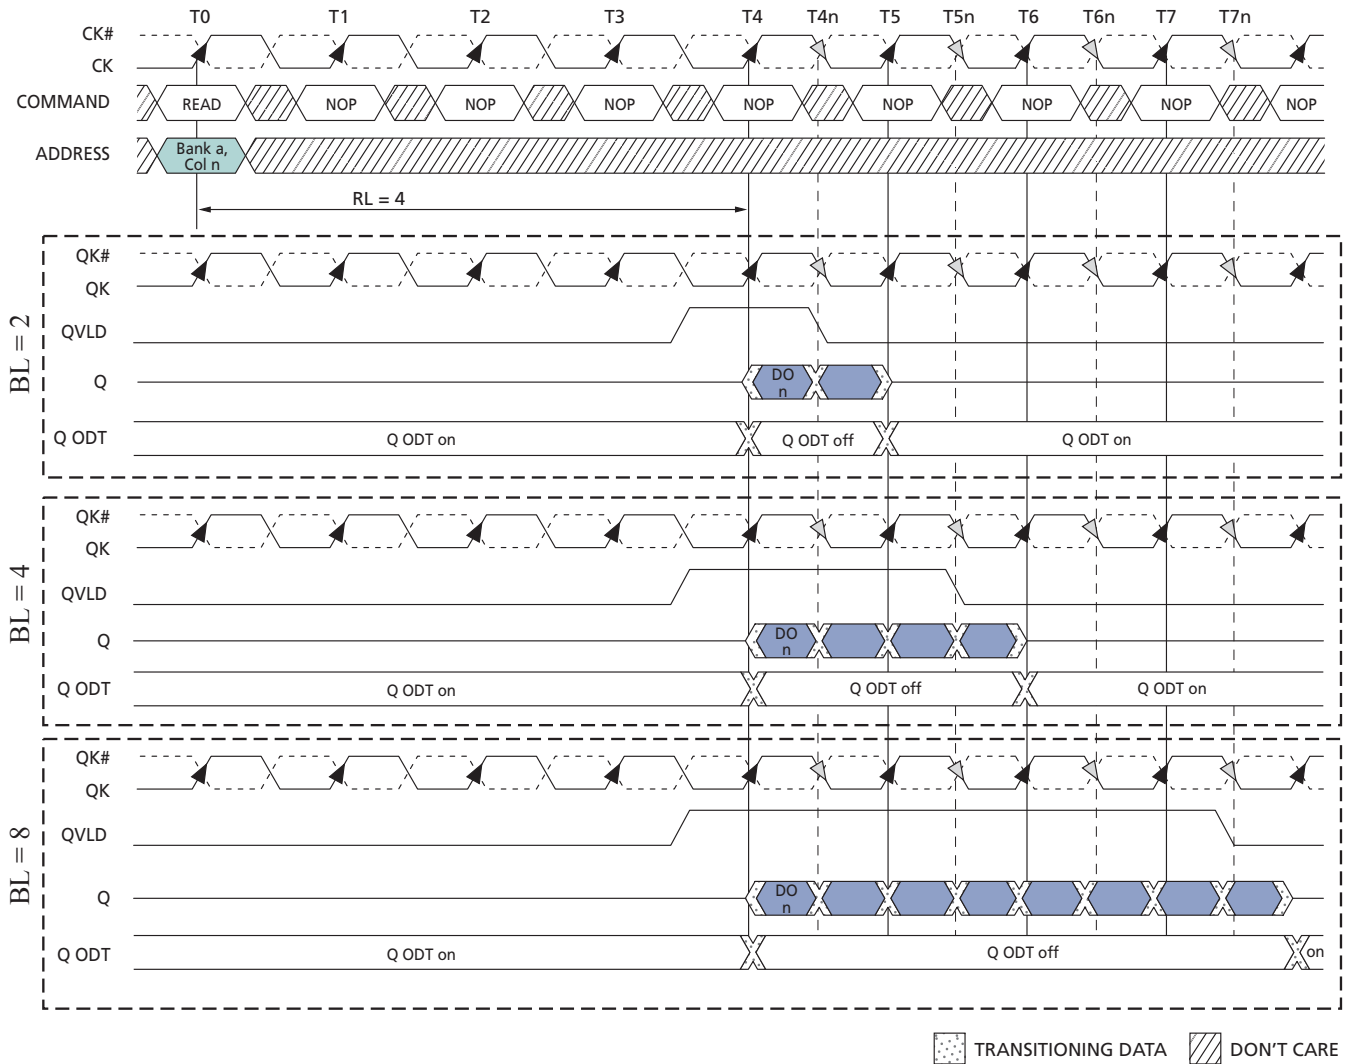 T0 T1 T2 T3 T4 T4n T5 T5n T6 T6n T7 T7n
CK#
CK
COMMAND READ NOP NOP NOP NOP NOP NOP NOP NOP
ADDRESS Bank a,
Col n
RL = 4
BL = 2
QK#
QK
QVLD
Q DO
n
Q ODT Q ODT on Q ODT off Q ODT on
BL = 4
QK#
QK
QVLD
Q DO
n
Q ODT Q ODT on Q ODT off Q ODT on
BL = 8
QK#
QK
QVLD
Q DO
n
Q ODT Q ODT on Q ODT off on
TRANSITIONING DATA DON'T CARE